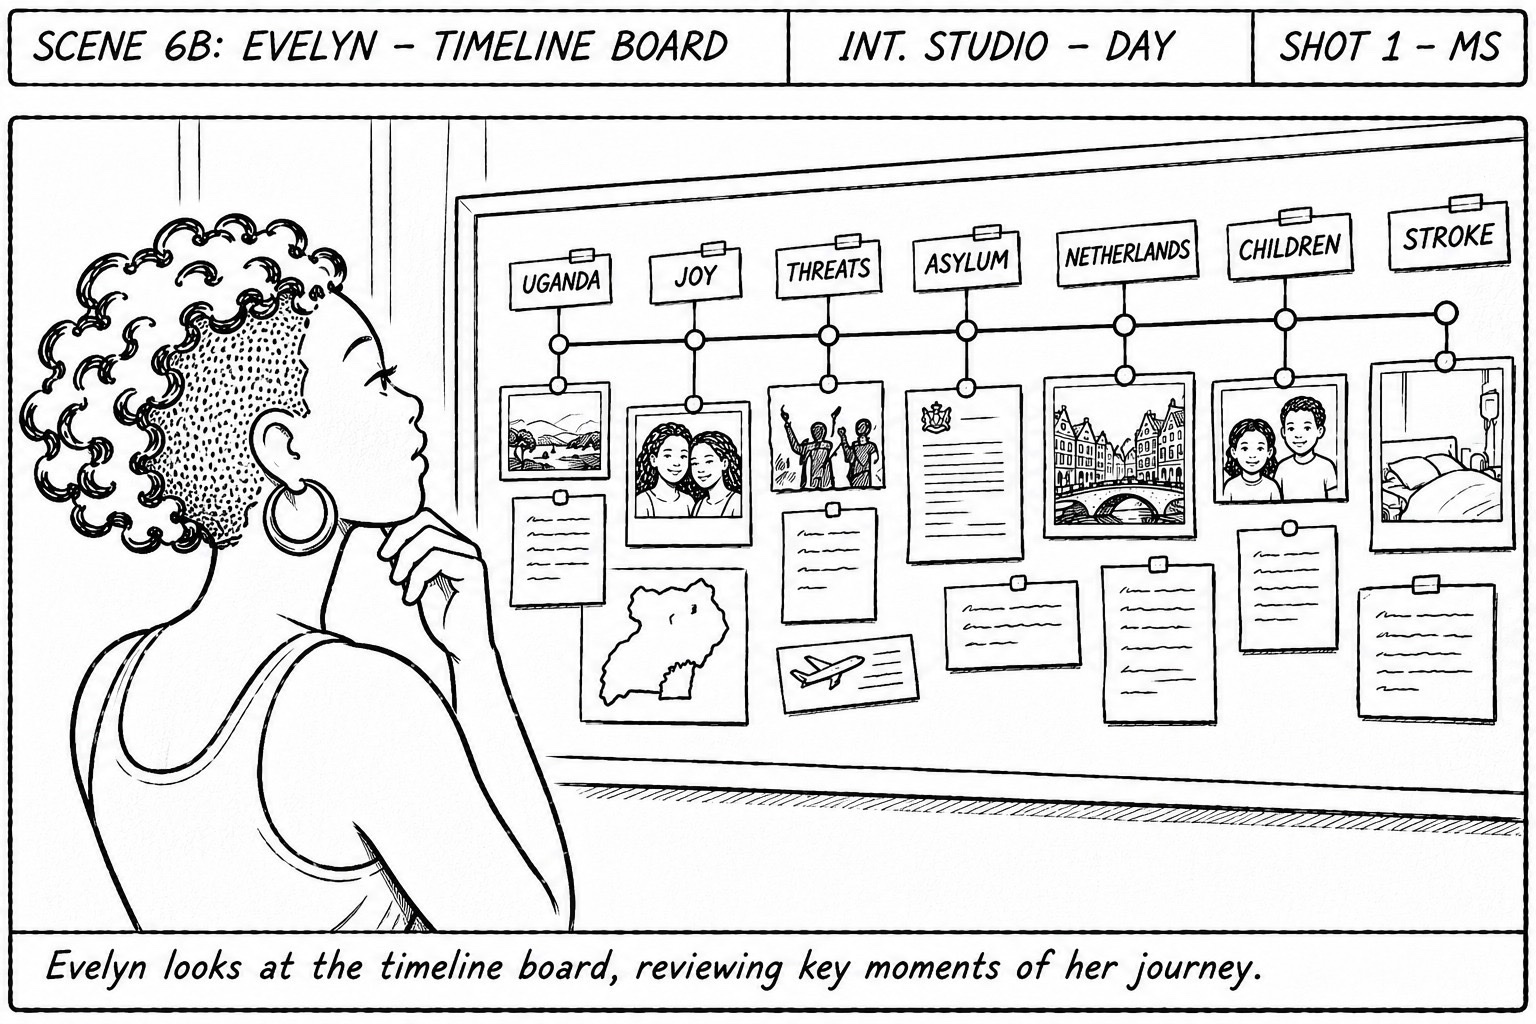 SCENE 6B: EVELYN – TIMELINE BOARD
INT. STUDIO – DAY
SHOT 1 – MS
UGANDA
JOY
THREATS
ASYLUM
NETHERLANDS
CHILDREN
STROKE
Evelyn looks at the timeline board, reviewing key moments of her journey.